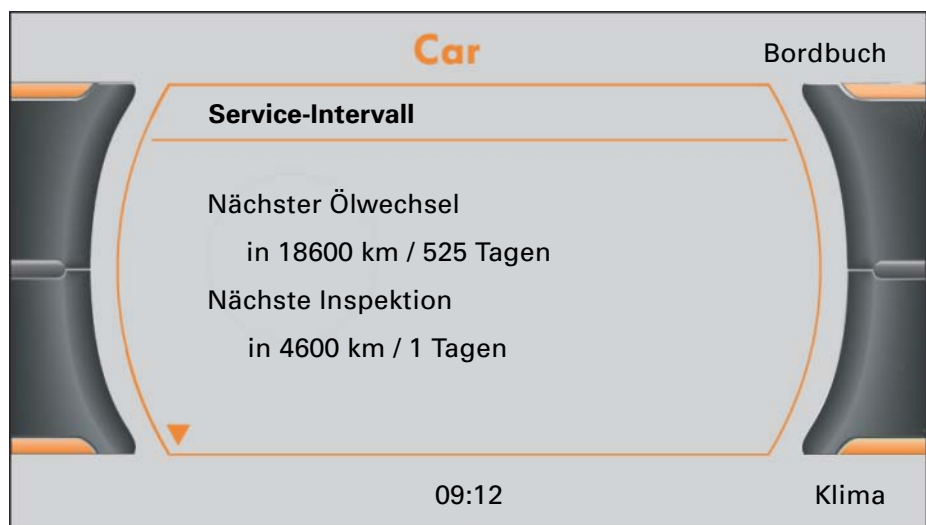 Car
Bordbuch
Service-Intervall
Nächster Ölwechsel
in 18600 km / 525 Tagen
Nächste Inspektion
in 4600 km / 1 Tagen
09:12
Klima